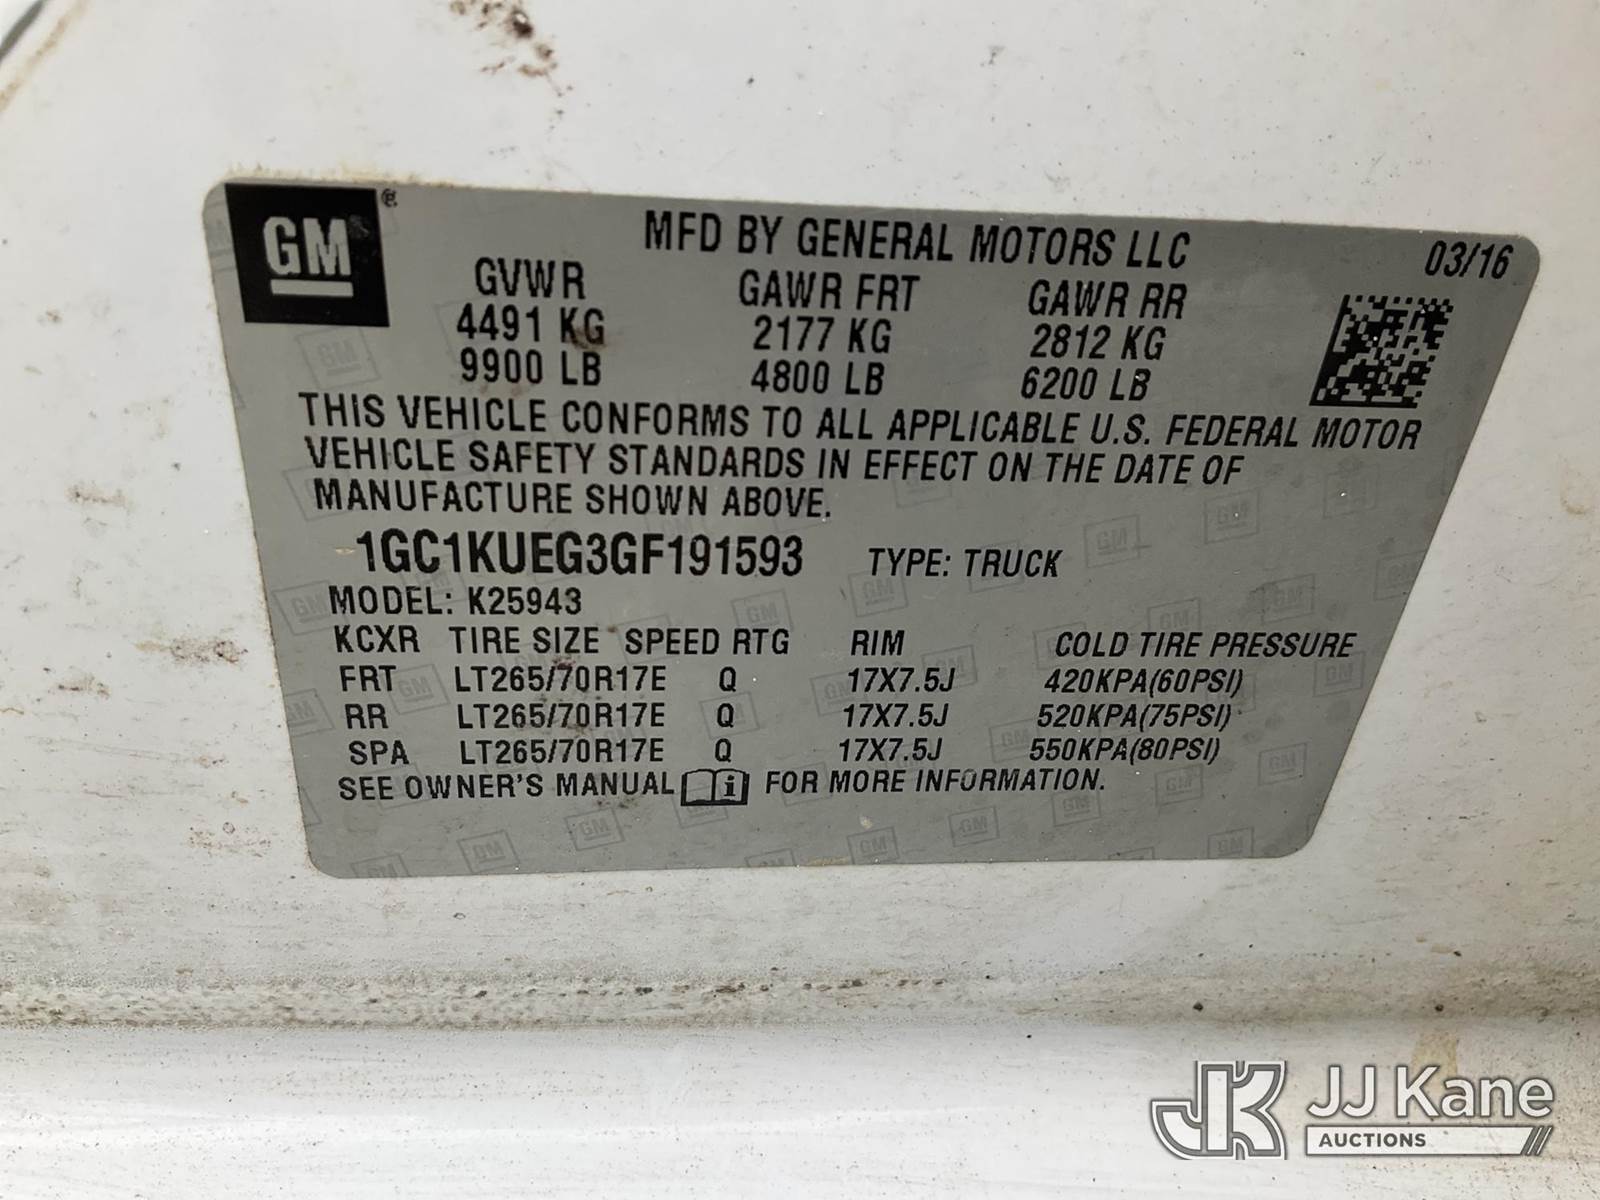 GM ®
MFD BY GENERAL MOTORS LLC 03/16
GVWR GAWR FRT GAWR RR
4491 KG 2177 KG 2812 KG
9900 LB 4800 LB 6200 LB
THIS VEHICLE CONFORMS TO ALL APPLICABLE U.S. FEDERAL MOTOR
VEHICLE SAFETY STANDARDS IN EFFECT ON THE DATE OF
MANUFACTURE SHOWN ABOVE.
1GC1KUEG3GF191593 TYPE: TRUCK
MODEL: K25943
KCXR TIRE SIZE SPEED RTG RIM COLD TIRE PRESSURE
FRT LT265/70R17E Q 17X7.5J 420KPA(60PSI)
RR LT265/70R17E Q 17X7.5J 520KPA(75PSI)
SPA LT265/70R17E Q 17X7.5J 550KPA(80PSI)
SEE OWNER'S MANUAL i FOR MORE INFORMATION.
JK JJ Kane
AUCTIONS